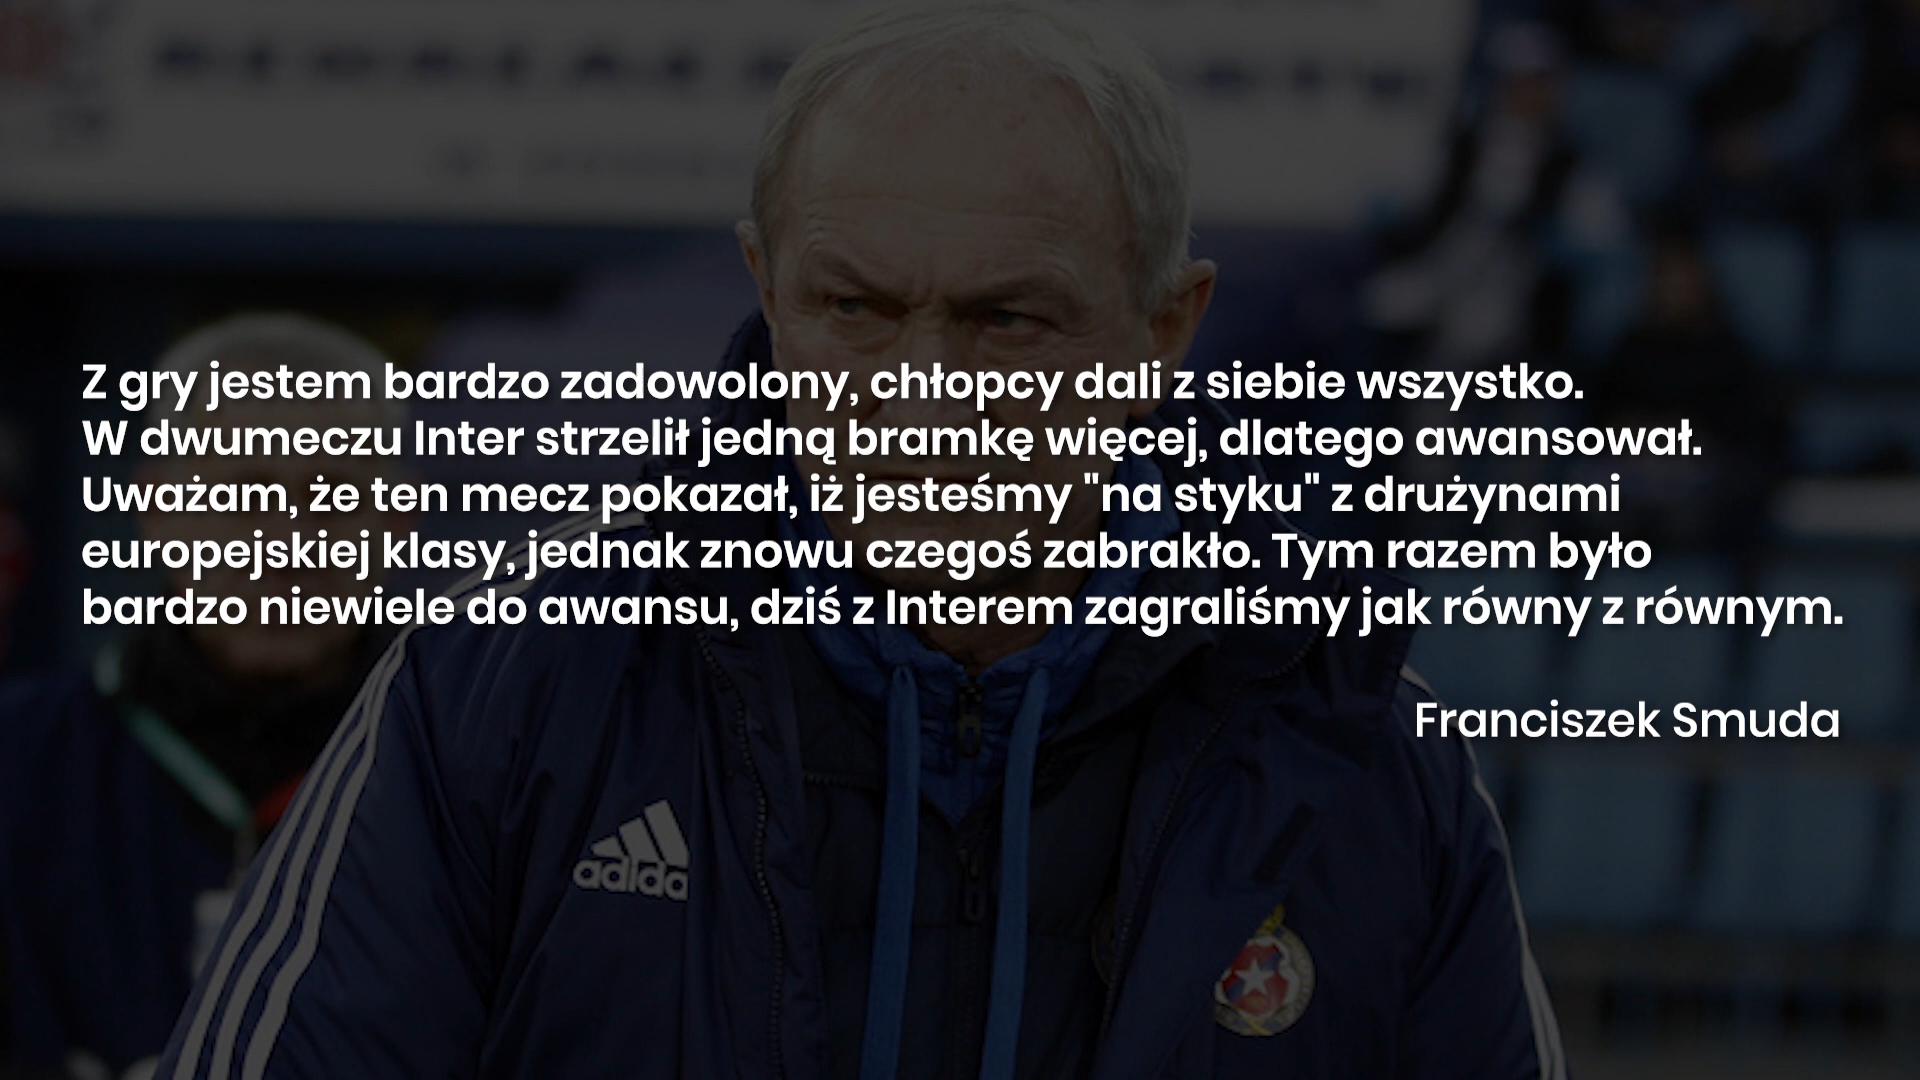 Z gry jestem bardzo zadowolony, chłopcy dali z siebie wszystko.
W dwumeczu Inter strzelił jedną bramkę więcej, dlatego awansował.
Uważam, że ten mecz pokazał, iż jesteśmy "na styku" z drużynami
europejskiej klasy, jednak znowu czegoś zabrakło. Tym razem było
bardzo niewiele do awansu, dziś z Interem zagraliśmy jak równy z równym.
Franciszek Smuda
adidas